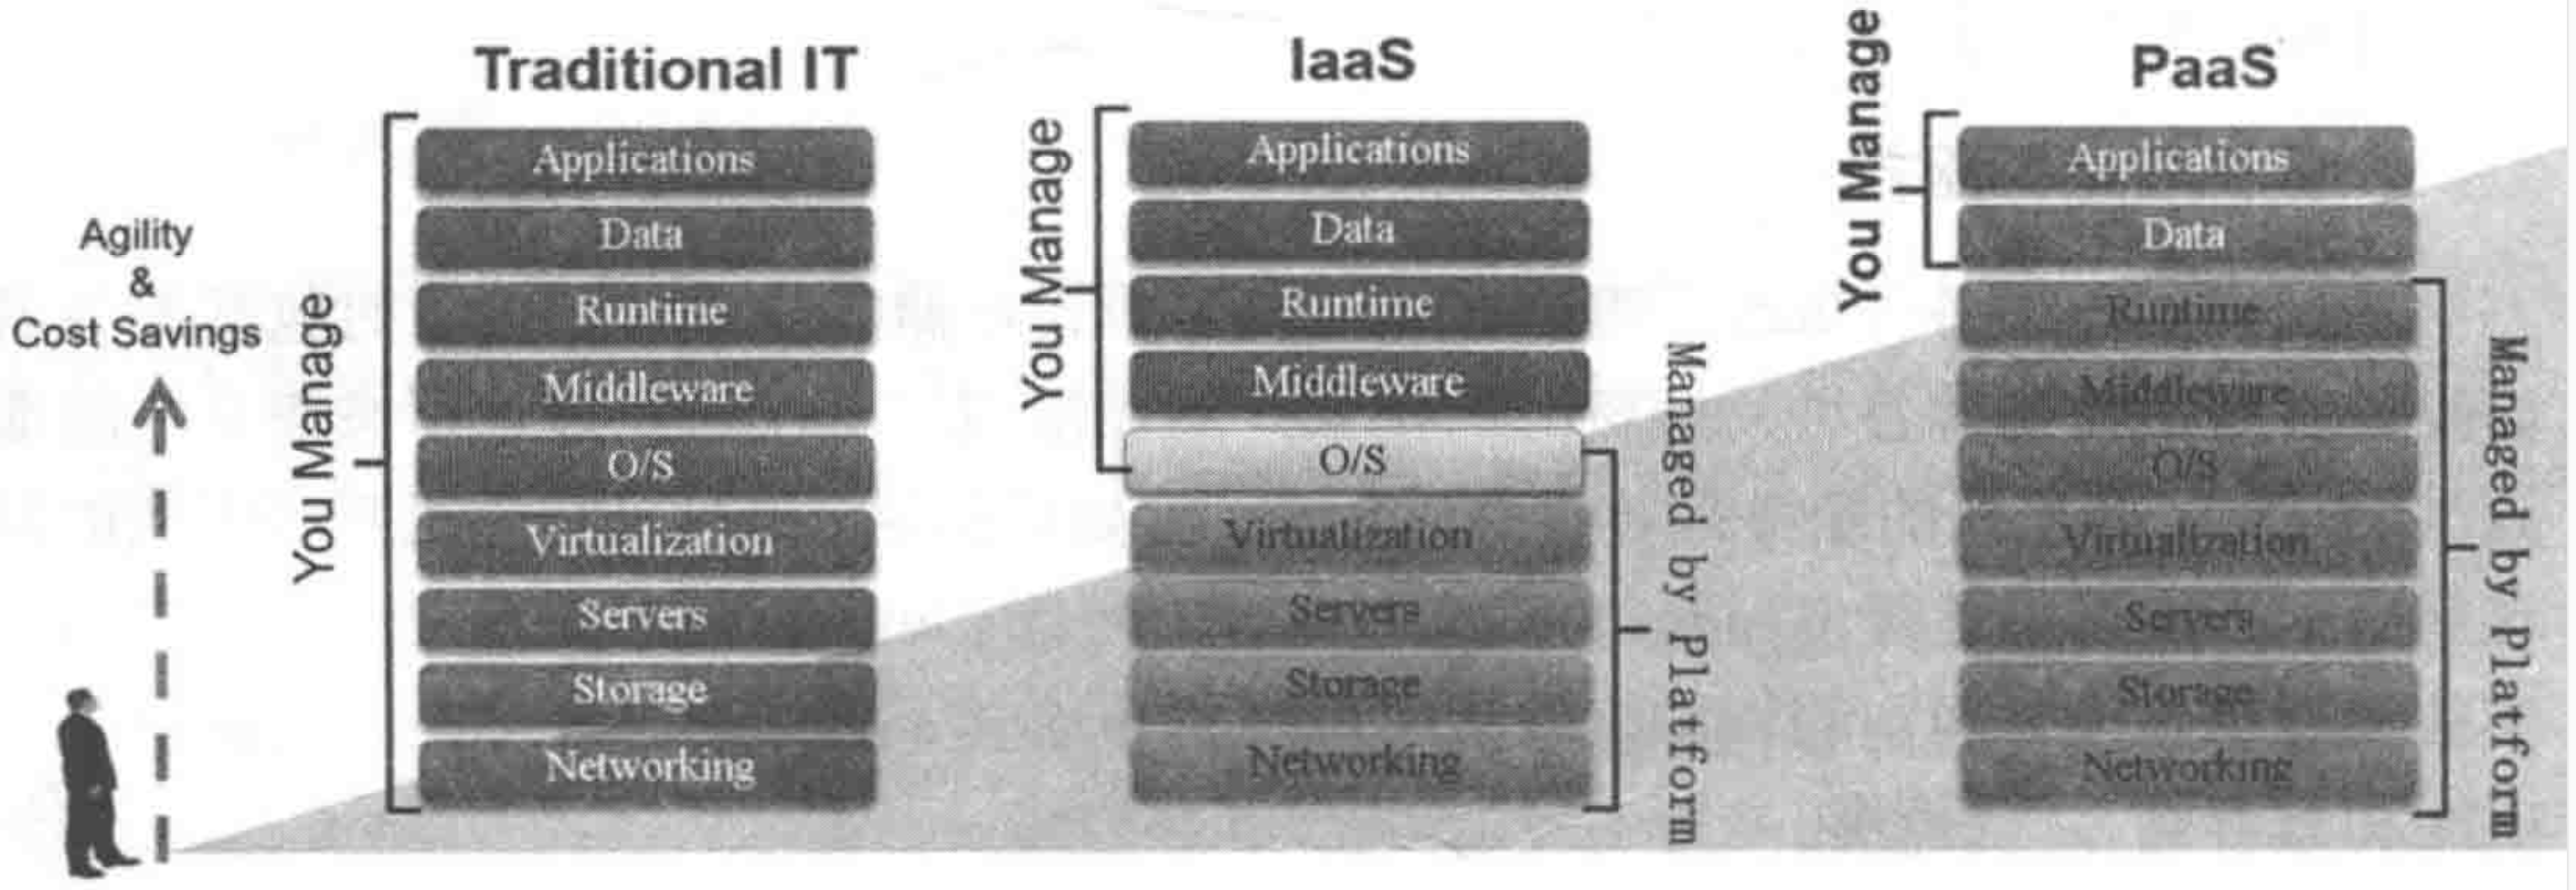 Agility
&
Cost Savings
Traditional IT
You Manage
Applications
Data
Runtime
Middleware
O/S
Virtualization
Servers
Storage
Networking
IaaS
You Manage
Applications
Data
Runtime
Middleware
O/S
Virtualization
Servers
Storage
Networking
Managed by Platform
PaaS
You Manage
Applications
Data
Runtime
Middleware
O/S
Virtualization
Servers
Storage
Networking
Managed by Platform